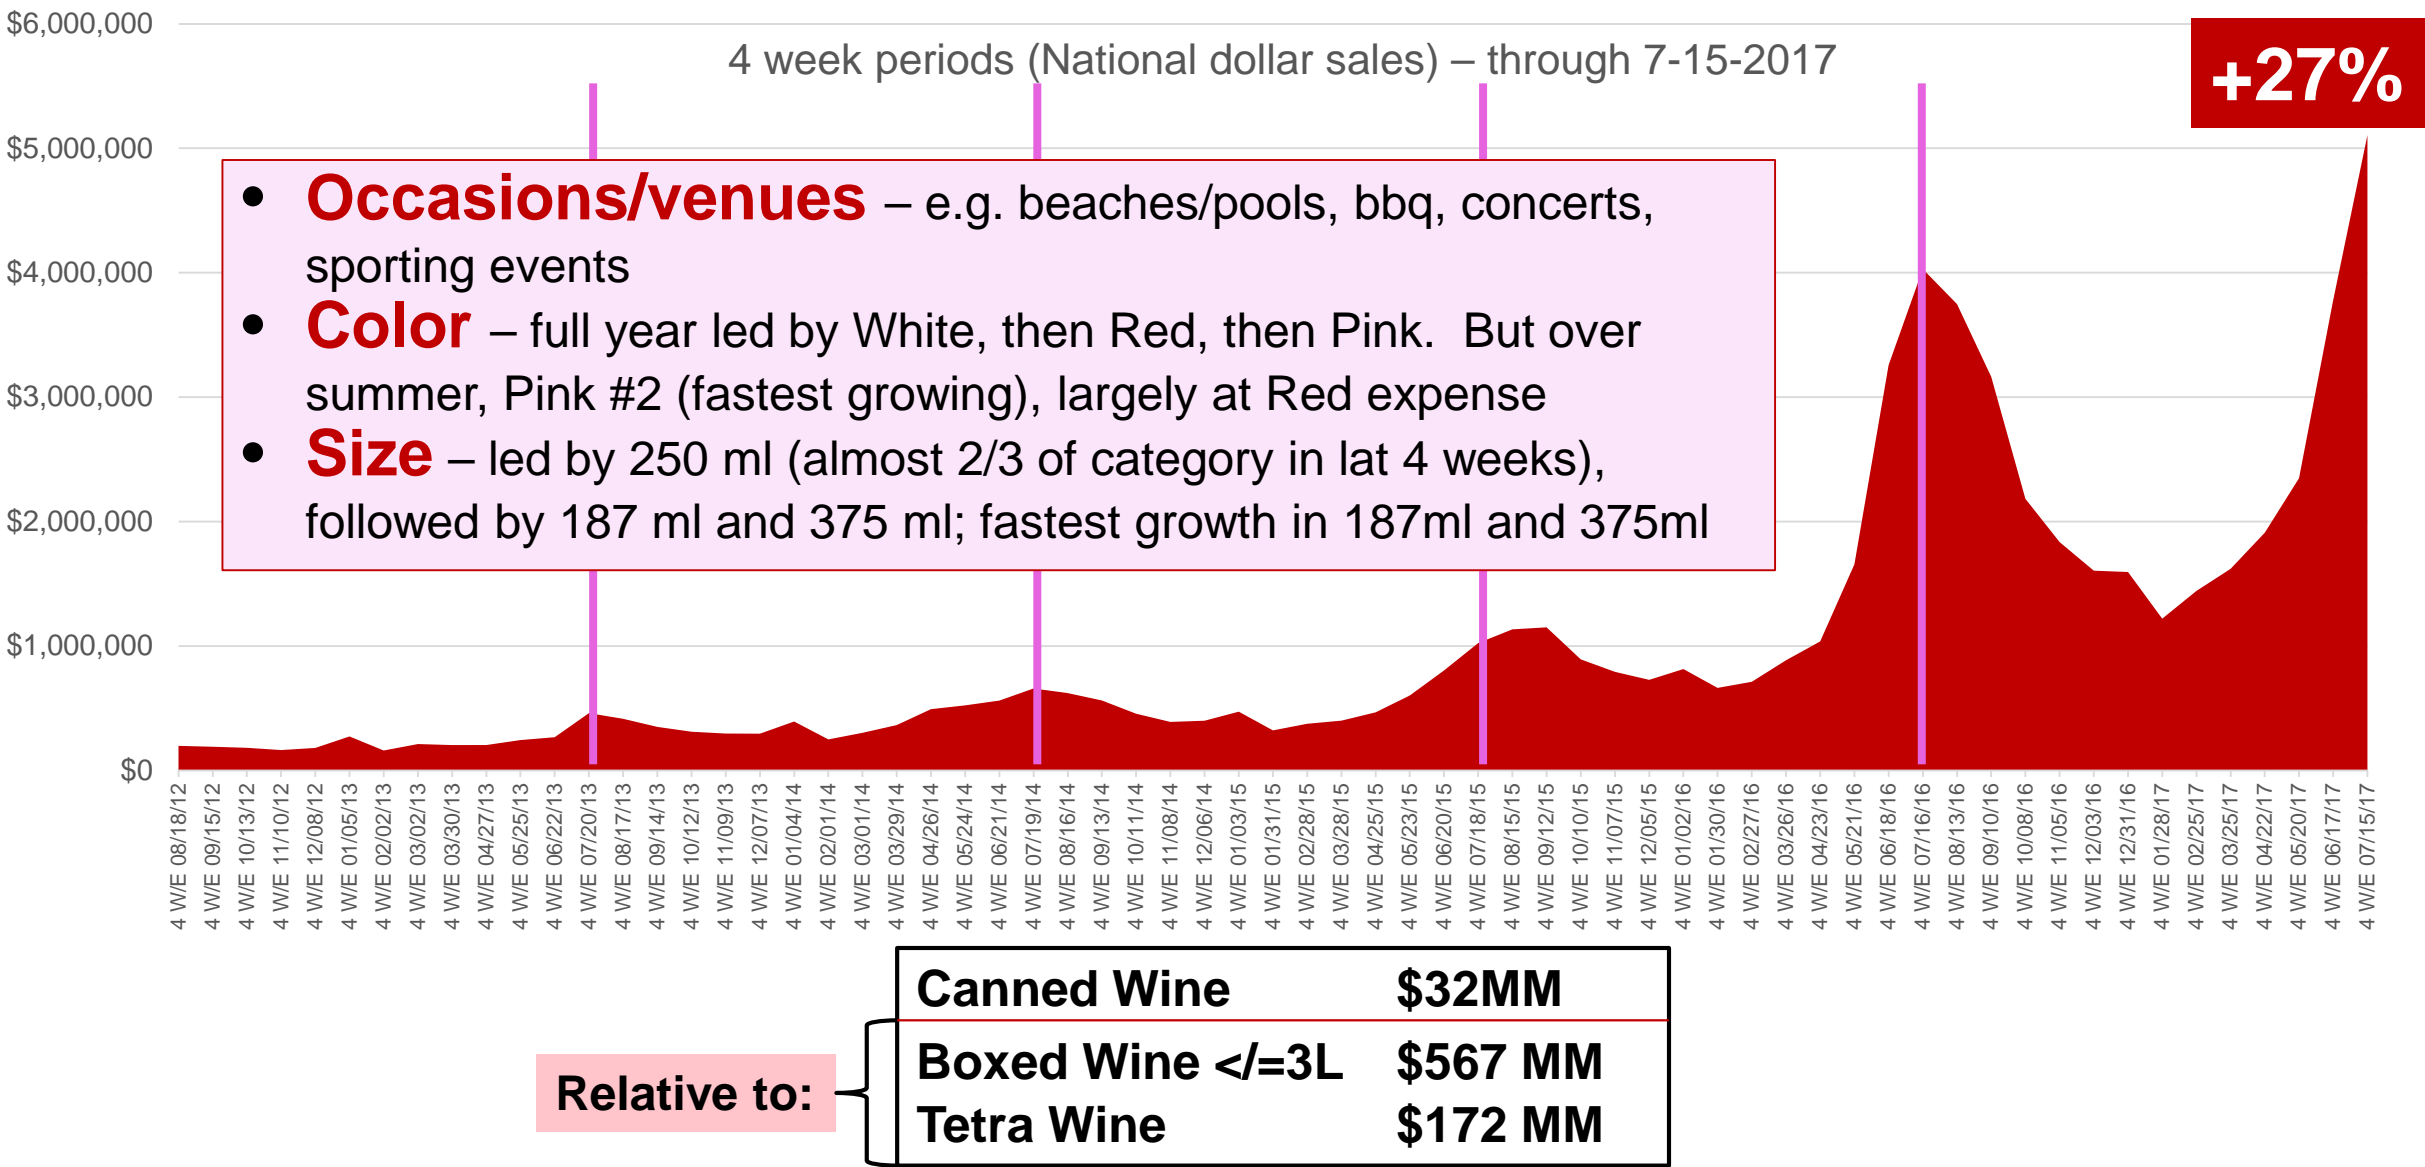 $6,000,000
4 week periods (National dollar sales) – through 7-15-2017
+27%
$5,000,000
$4,000,000
$3,000,000
$2,000,000
$1,000,000
$0
• Occasions/venues – e.g. beaches/pools, bbq, concerts,
sporting events
• Color – full year led by White, then Red, then Pink.  But over
summer, Pink #2 (fastest growing), largely at Red expense
• Size – led by 250 ml (almost 2/3 of category in lat 4 weeks),
followed by 187 ml and 375 ml; fastest growth in 187ml and 375ml
4 W/E 08/18/12
4 W/E 09/15/12
4 W/E 10/13/12
4 W/E 11/10/12
4 W/E 12/08/12
4 W/E 01/05/13
4 W/E 02/02/13
4 W/E 03/02/13
4 W/E 03/30/13
4 W/E 04/27/13
4 W/E 05/25/13
4 W/E 06/22/13
4 W/E 07/20/13
4 W/E 08/17/13
4 W/E 09/14/13
4 W/E 10/12/13
4 W/E 11/09/13
4 W/E 12/07/13
4 W/E 01/04/14
4 W/E 02/01/14
4 W/E 03/01/14
4 W/E 03/29/14
4 W/E 04/26/14
4 W/E 05/24/14
4 W/E 06/21/14
4 W/E 07/19/14
4 W/E 08/16/14
4 W/E 09/13/14
4 W/E 10/11/14
4 W/E 11/08/14
4 W/E 12/06/14
4 W/E 01/03/15
4 W/E 01/31/15
4 W/E 02/28/15
4 W/E 03/28/15
4 W/E 04/25/15
4 W/E 05/23/15
4 W/E 06/20/15
4 W/E 07/18/15
4 W/E 08/15/15
4 W/E 09/12/15
4 W/E 10/10/15
4 W/E 11/07/15
4 W/E 12/05/15
4 W/E 01/02/16
4 W/E 01/30/16
4 W/E 02/27/16
4 W/E 03/26/16
4 W/E 04/23/16
4 W/E 05/21/16
4 W/E 06/18/16
4 W/E 07/16/16
4 W/E 08/13/16
4 W/E 09/10/16
4 W/E 10/08/16
4 W/E 11/05/16
4 W/E 12/03/16
4 W/E 12/31/16
4 W/E 01/28/17
4 W/E 02/25/17
4 W/E 03/25/17
4 W/E 04/22/17
4 W/E 05/20/17
4 W/E 06/17/17
4 W/E 07/15/17
Canned Wine $32MM
Relative to:
Boxed Wine </=3L $567 MM
Tetra Wine $172 MM